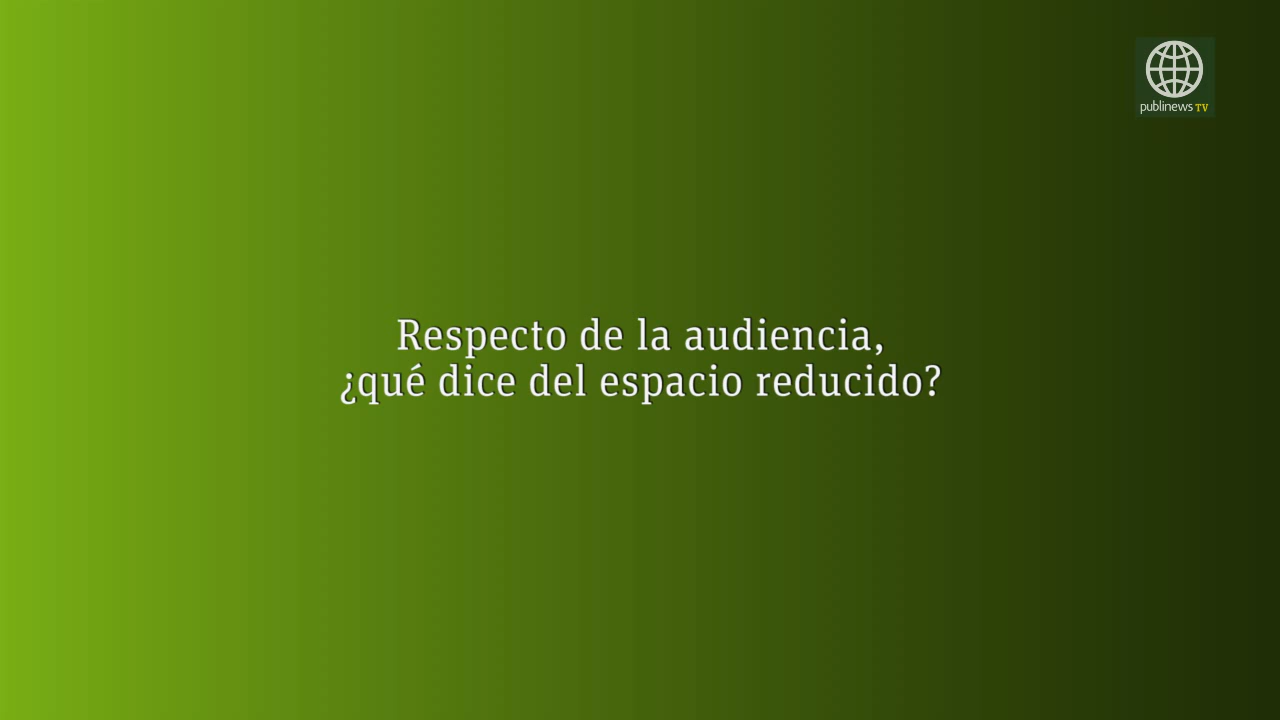 publinews TV
Respecto de la audiencia,
¿qué dice del espacio reducido?